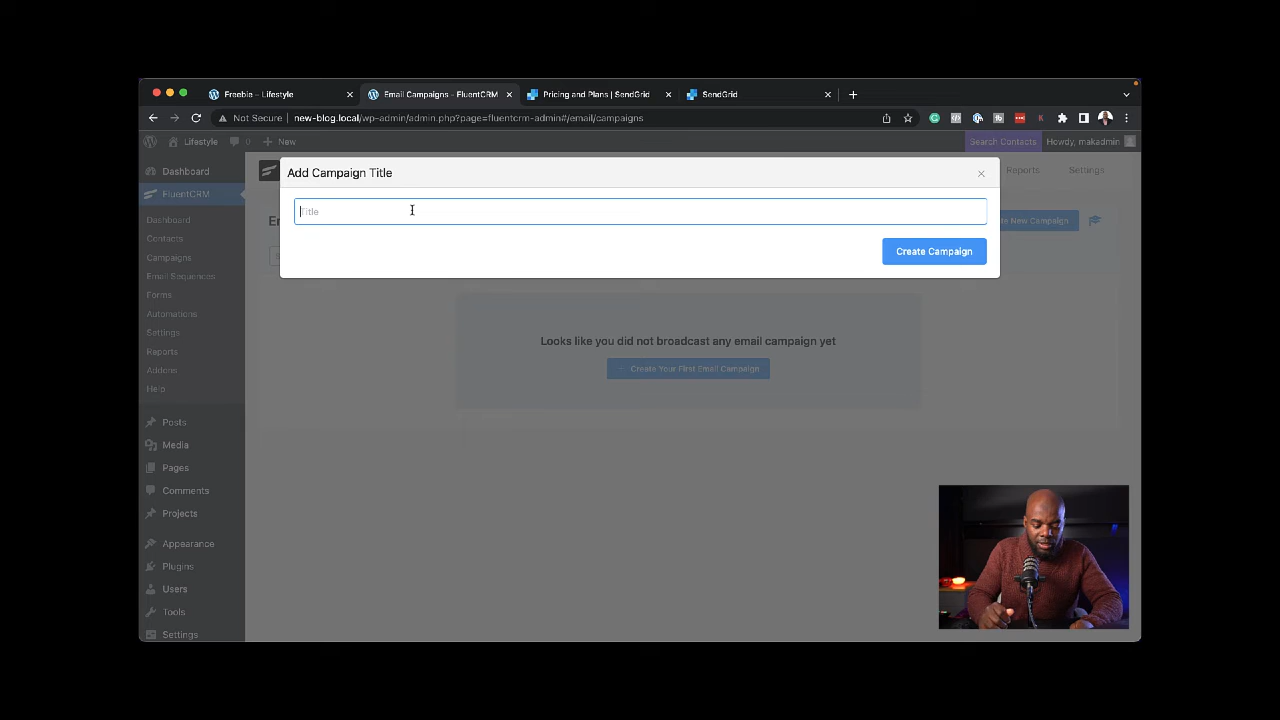 Freebie – Lifestyle
Email Campaigns - FluentCRM
Pricing and Plans | SendGrid
SendGrid
Not Secure
new-blog.local/wp-admin/admin.php?page=fluentcrm-admin#/email/campaigns
Lifestyle
0
New
Search Contacts
Howdy, makadmin
Dashboard
FluentCRM
Dashboard
Contacts
Campaigns
Email Sequences
Forms
Automations
Settings
Reports
Addons
Help
Posts
Media
Pages
Comments
Projects
Appearance
Plugins
Users
Tools
Settings
Reports
Settings
Add Campaign Title
Title
Create Campaign
New Campaign
Looks like you did not broadcast any email campaign yet
Create Your First Email Campaign